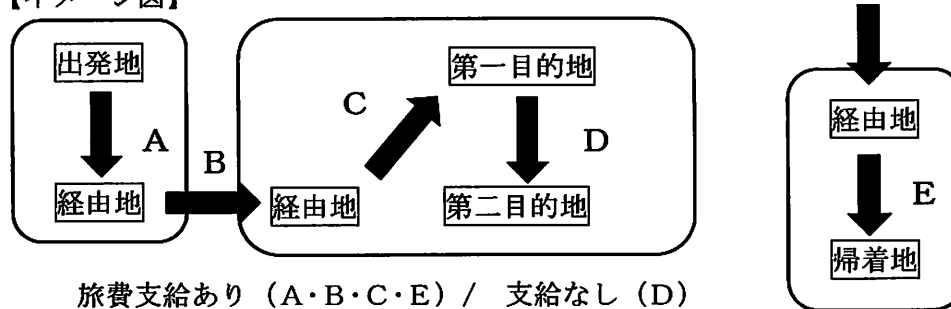 【イメージ図】
出発地
第一目的地
A
B
C
D
経由地
経由地
第二目的地
経由地
E
帰着地
旅費支給あり(A・B・C・E)/ 支給なし(D)